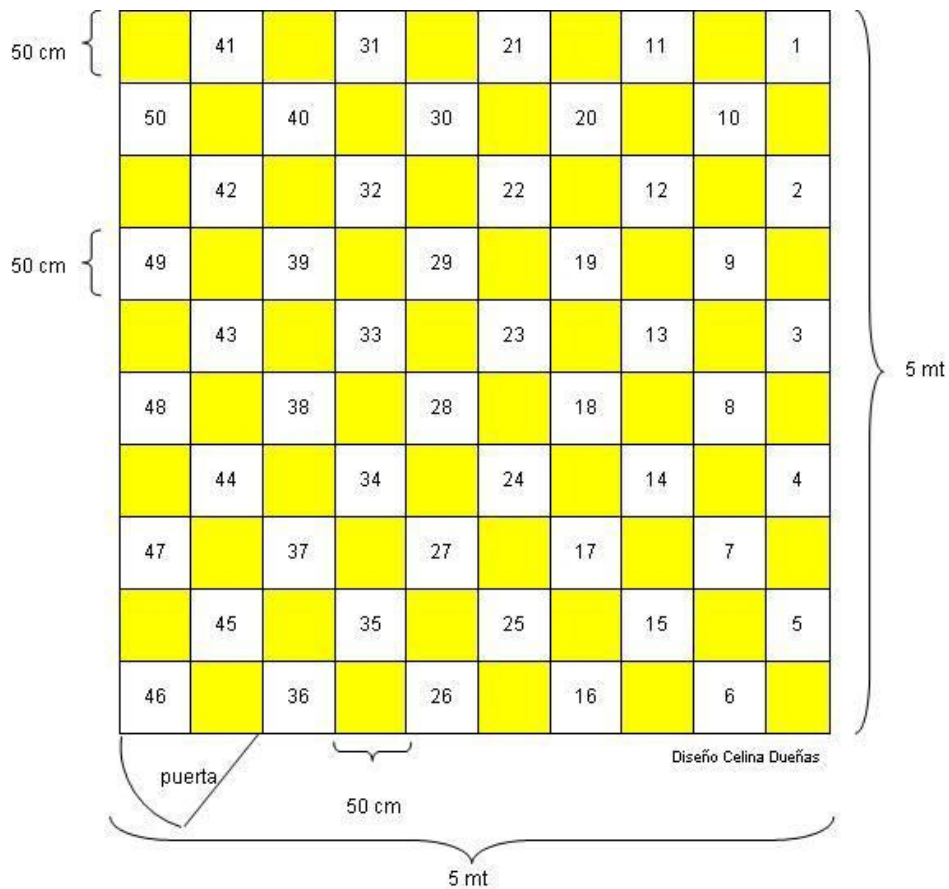 50 cm 41 31 21 11 1
50 40 30 20 10
42 32 22 12 2
50 cm 49 39 29 19 9
43 33 23 13 3
5 mt
48 38 28 18 8
44 34 24 14 4
47 37 27 17 7
45 35 25 15 5
46 36 26 16 6
Diseño Celina Dueñas
puerta
50 cm
5 mt